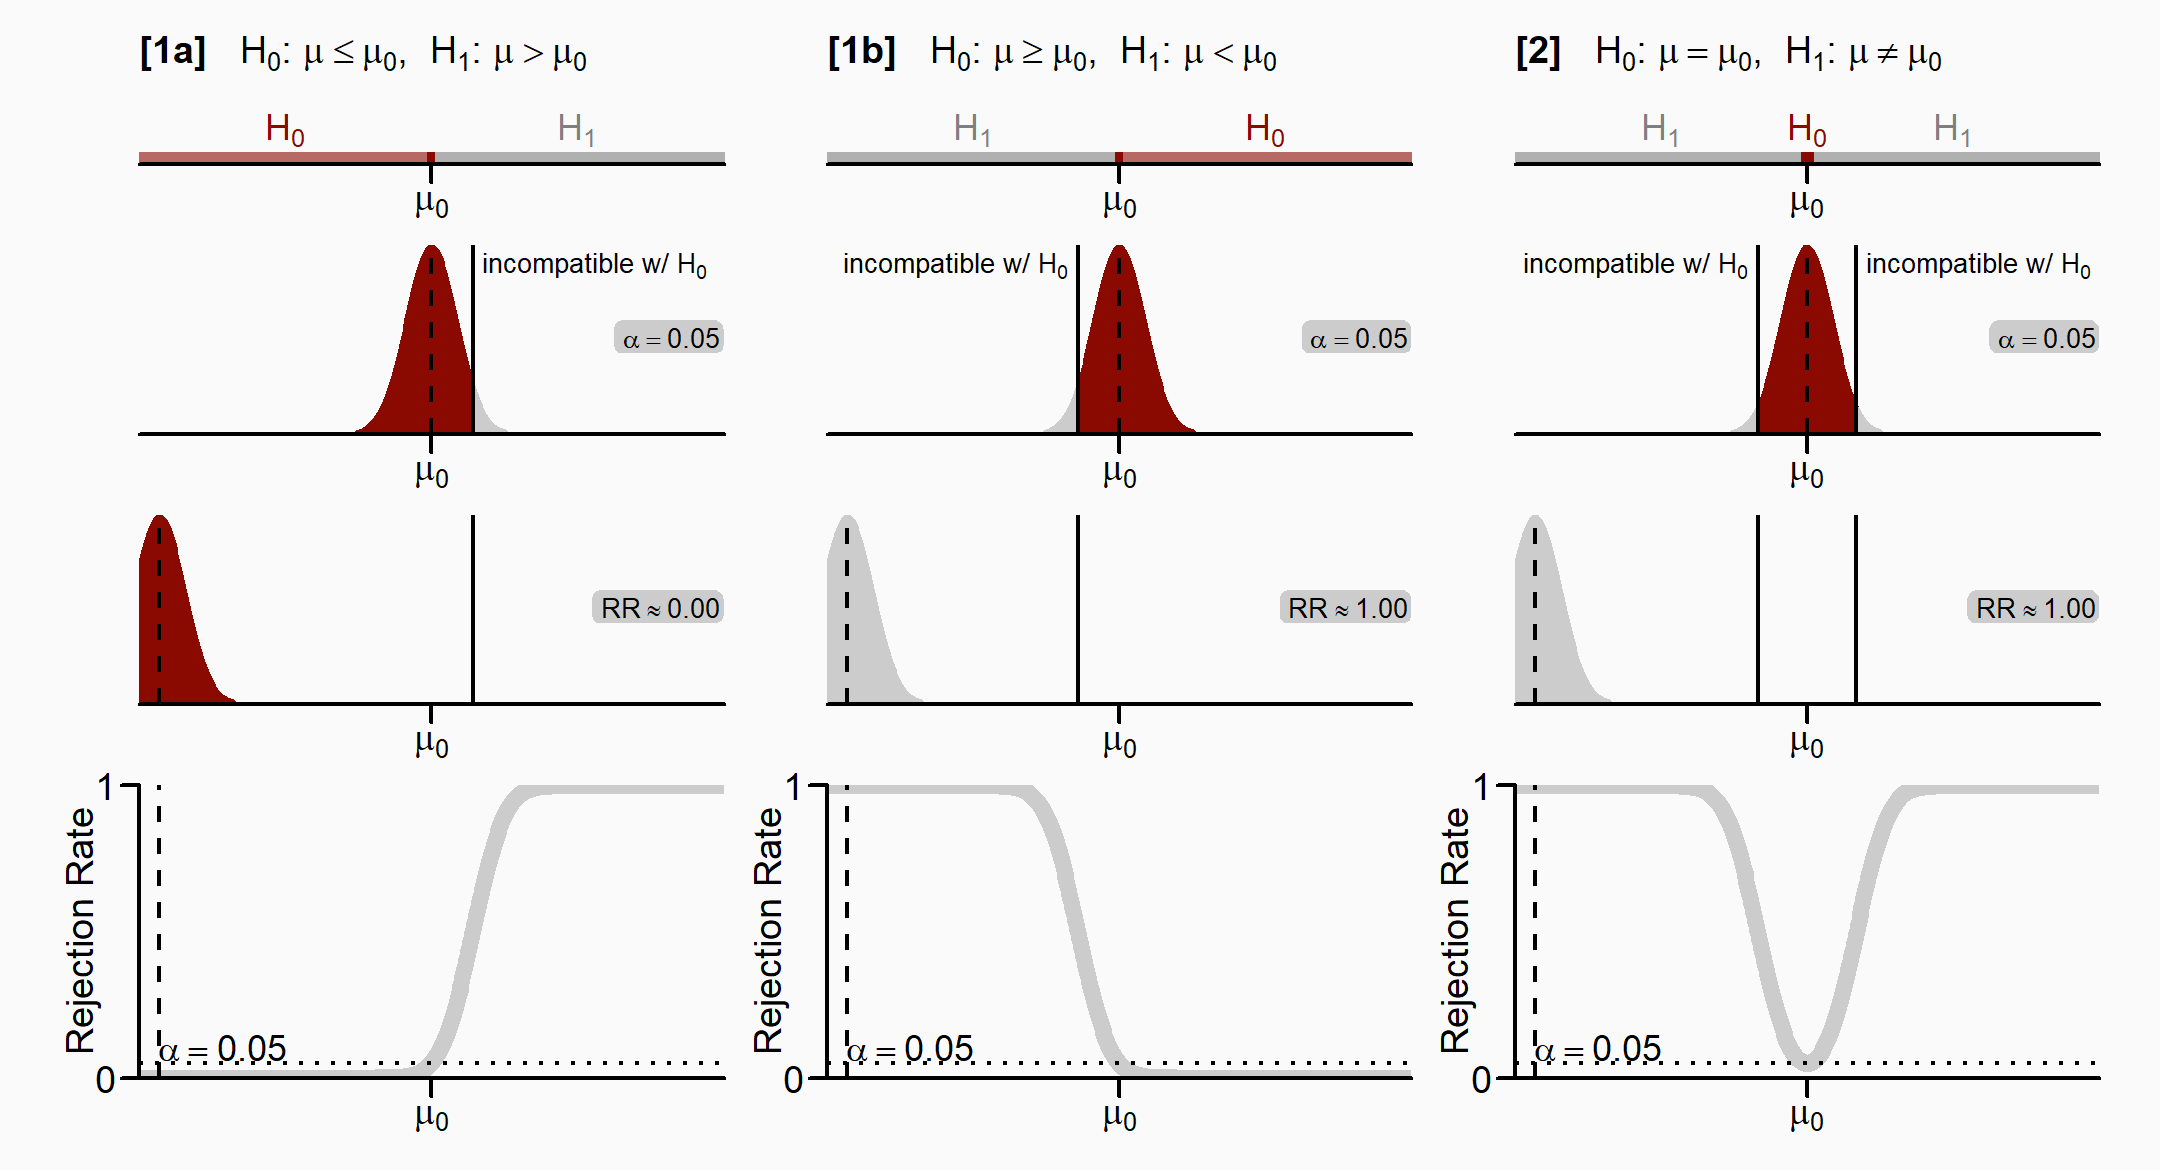 [1a] H₀: μ ≤ μ₀, H₁: μ > μ₀
H₀ H₁
μ₀
incompatible w/ H₀
α = 0.05
μ₀
RR ≈ 0.00
μ₀
1
Rejection Rate
α = 0.05
0
μ₀
[1b] H₀: μ ≥ μ₀, H₁: μ < μ₀
H₁ H₀
μ₀
incompatible w/ H₀
α = 0.05
μ₀
RR ≈ 1.00
μ₀
1
Rejection Rate
α = 0.05
0
μ₀
[2] H₀: μ = μ₀, H₁: μ ≠ μ₀
H₁ H₀ H₁
μ₀
incompatible w/ H₀ incompatible w/ H₀
α = 0.05
μ₀
RR ≈ 1.00
μ₀
1
Rejection Rate
α = 0.05
0
μ₀